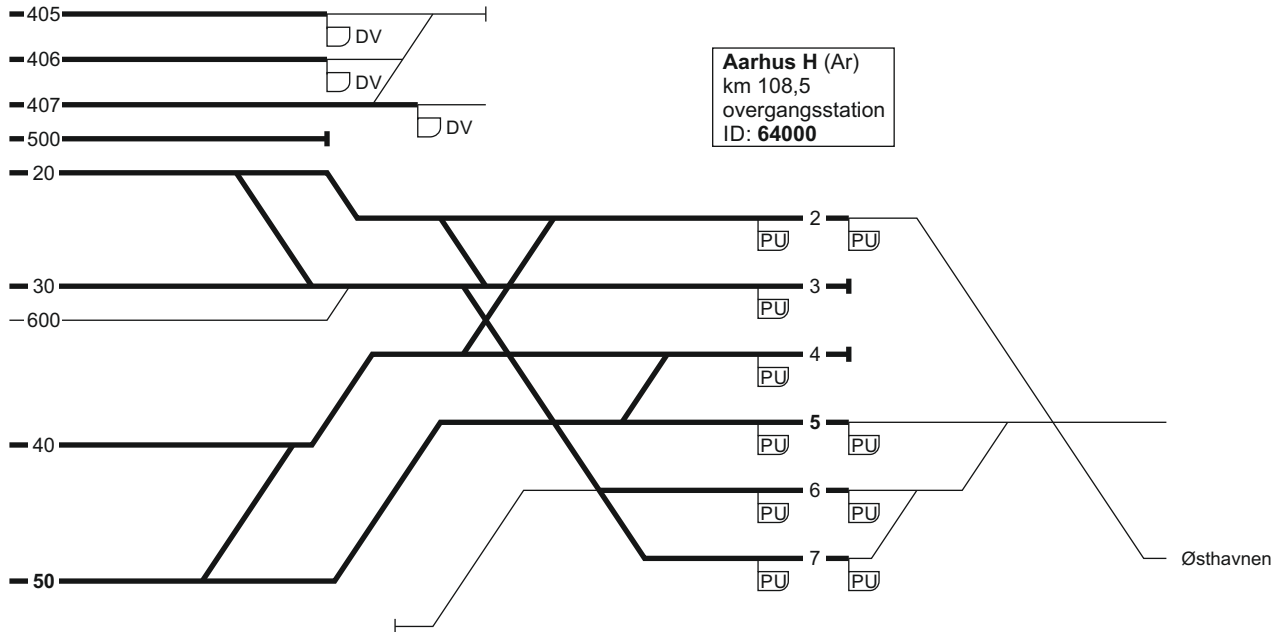 405
DV
406
DV
407
DV
500
20
30
600
40
50
Aarhus H (Ar)
km 108,5
overgangsstation
ID: 64000
2
PU
PU
3
PU
4
PU
5
PU
PU
6
PU
PU
7
PU
PU
Østhavnen